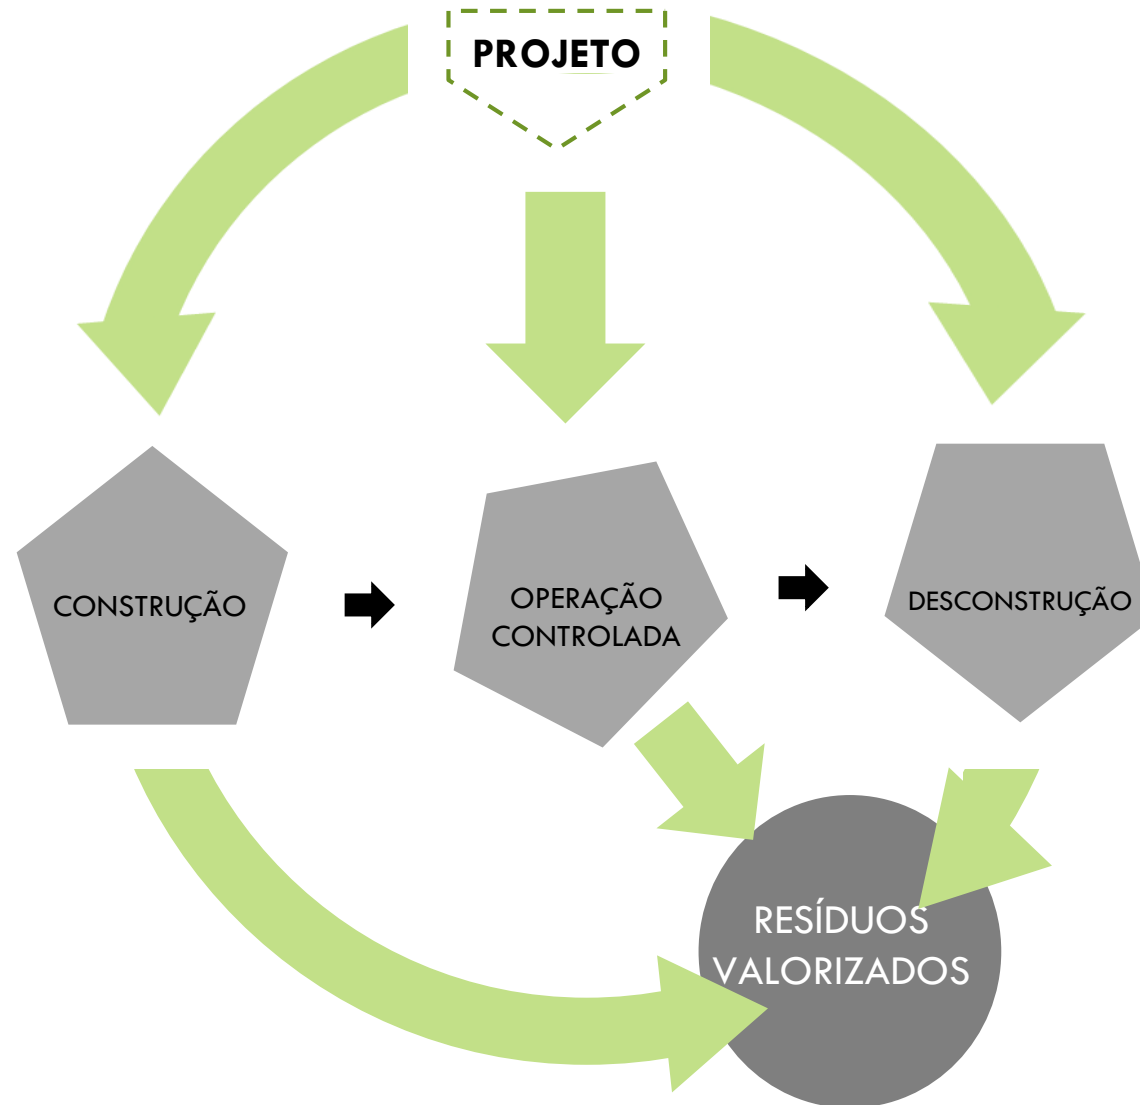 PROJETO
CONSTRUÇÃO
OPERAÇÃO
CONTROLADA
DESCONSTRUÇÃO
RESÍDUOS
VALORIZADOS